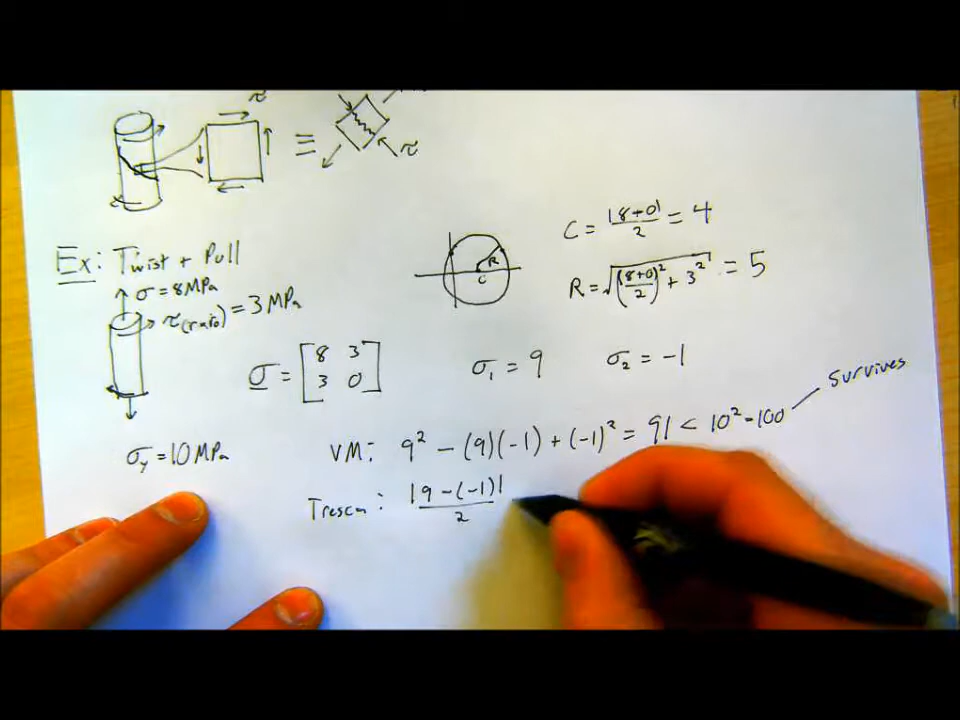 τ
≡
τ
Ex: Twist + Pull
σ = 8MPa
C = |8+0|/2 = 4
R
c
R = √((8+0)/2)² + 3² = 5
σ = [8 3; 3 0]
σ₁ = 9
σ₂ = -1
σy = 10MPa
VM: 9² - (9)(-1) + (-1)² = 91 < 10² = 100
Survives
Tresca: |9-(-1)|/2